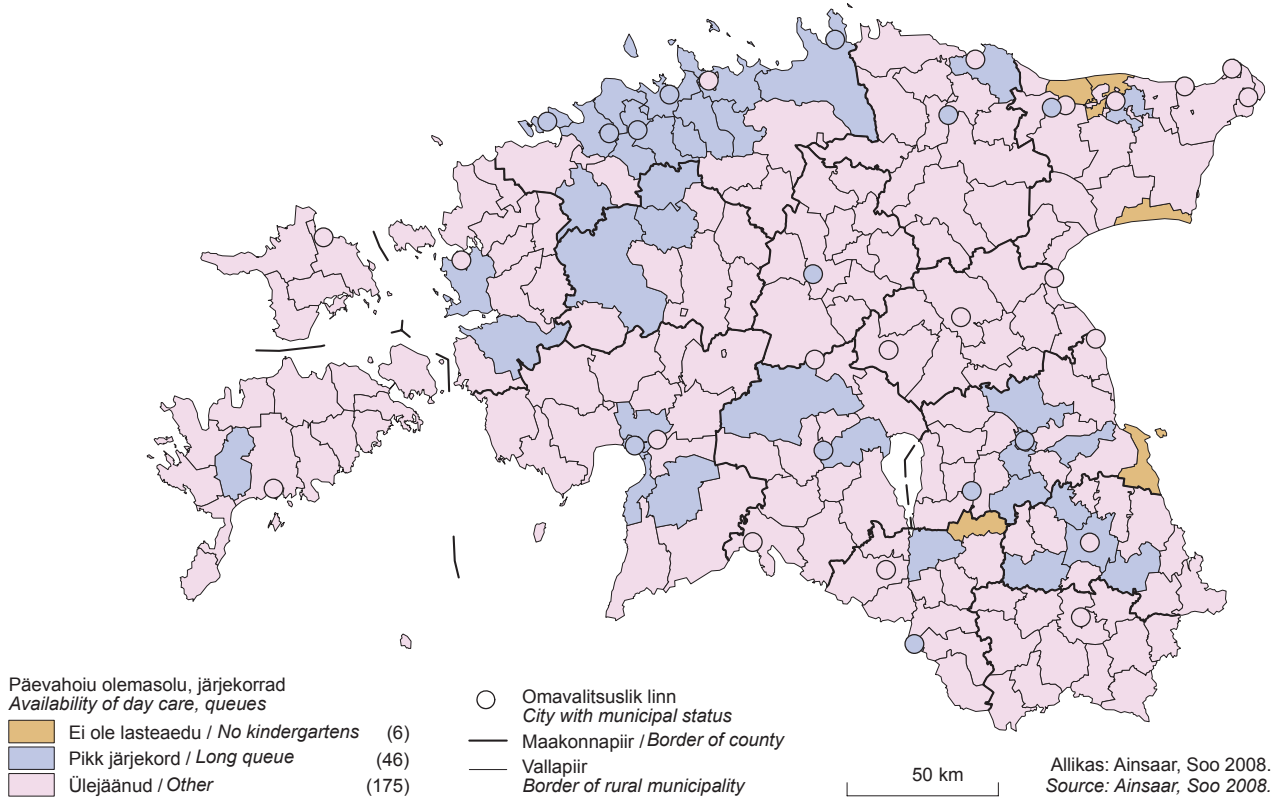 Päevahoiu olemasolu, järjekorrad
Availability of day care, queues
Ei ole lasteaedu / No kindergartens (6)
Pikk järjekord / Long queue (46)
Ülejäänud / Other (175)
Omavalitsuslik linn
City with municipal status
Maakonnapiir / Border of county
Vallapiir
Border of rural municipality
50 km
Allikas: Ainsaar, Soo 2008.
Source: Ainsaar, Soo 2008.